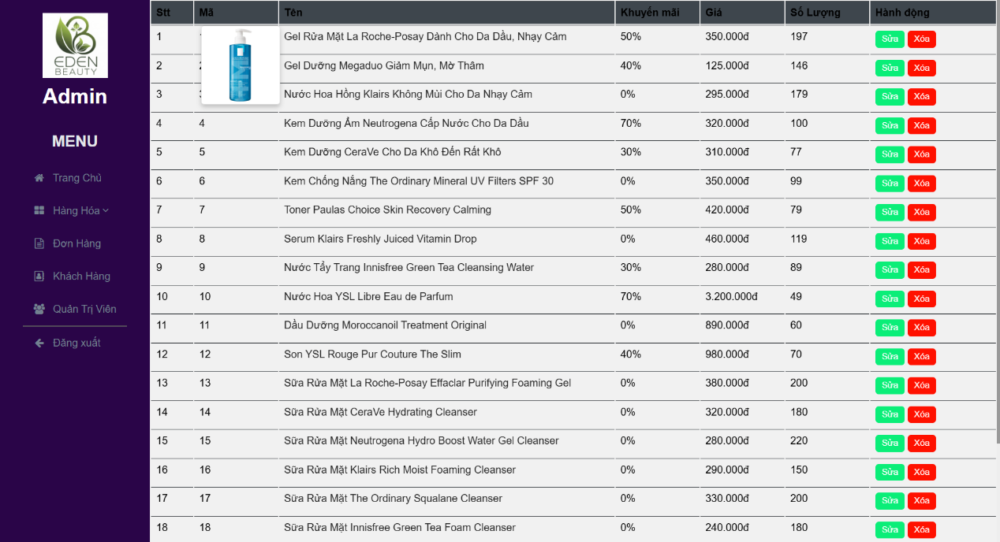 EDEN
BEAUTY
Admin
MENU
Trang Chủ
Hàng Hóa
Đơn Hàng
Khách Hàng
Quản Trị Viên
Đăng xuất
Stt Mã Tên Khuyến mãi Giá Số Lượng Hành động
1 Gel Rửa Mặt La Roche-Posay Dành Cho Da Dầu, Nhạy Cảm 50% 350.000đ 197 Sửa Xóa
2 Gel Dưỡng Megaduo Giảm Mụn, Mờ Thâm 40% 125.000đ 146 Sửa Xóa
3 Nước Hoa Hồng Klairs Không Mùi Cho Da Nhạy Cảm 0% 295.000đ 179 Sửa Xóa
4 4 Kem Dưỡng Ẩm Neutrogena Cấp Nước Cho Da Dầu 70% 320.000đ 100 Sửa Xóa
5 5 Kem Dưỡng CeraVe Cho Da Khô Đến Rất Khô 30% 310.000đ 77 Sửa Xóa
6 6 Kem Chống Nắng The Ordinary Mineral UV Filters SPF 30 0% 350.000đ 99 Sửa Xóa
7 7 Toner Paulas Choice Skin Recovery Calming 50% 420.000đ 79 Sửa Xóa
8 8 Serum Klairs Freshly Juiced Vitamin Drop 0% 460.000đ 119 Sửa Xóa
9 9 Nước Tẩy Trang Innisfree Green Tea Cleansing Water 30% 280.000đ 89 Sửa Xóa
10 10 Nước Hoa YSL Libre Eau de Parfum 70% 3.200.000đ 49 Sửa Xóa
11 11 Dầu Dưỡng Moroccanoil Treatment Original 0% 890.000đ 60 Sửa Xóa
12 12 Son YSL Rouge Pur Couture The Slim 40% 980.000đ 70 Sửa Xóa
13 13 Sữa Rửa Mặt La Roche-Posay Effaclar Purifying Foaming Gel 0% 380.000đ 200 Sửa Xóa
14 14 Sữa Rửa Mặt CeraVe Hydrating Cleanser 0% 320.000đ 180 Sửa Xóa
15 15 Sữa Rửa Mặt Neutrogena Hydro Boost Water Gel Cleanser 0% 280.000đ 220 Sửa Xóa
16 16 Sữa Rửa Mặt Klairs Rich Moist Foaming Cleanser 0% 290.000đ 150 Sửa Xóa
17 17 Sữa Rửa Mặt The Ordinary Squalane Cleanser 0% 330.000đ 200 Sửa Xóa
18 18 Sữa Rửa Mặt Innisfree Green Tea Foam Cleanser 0% 240.000đ 180 Sửa Xóa